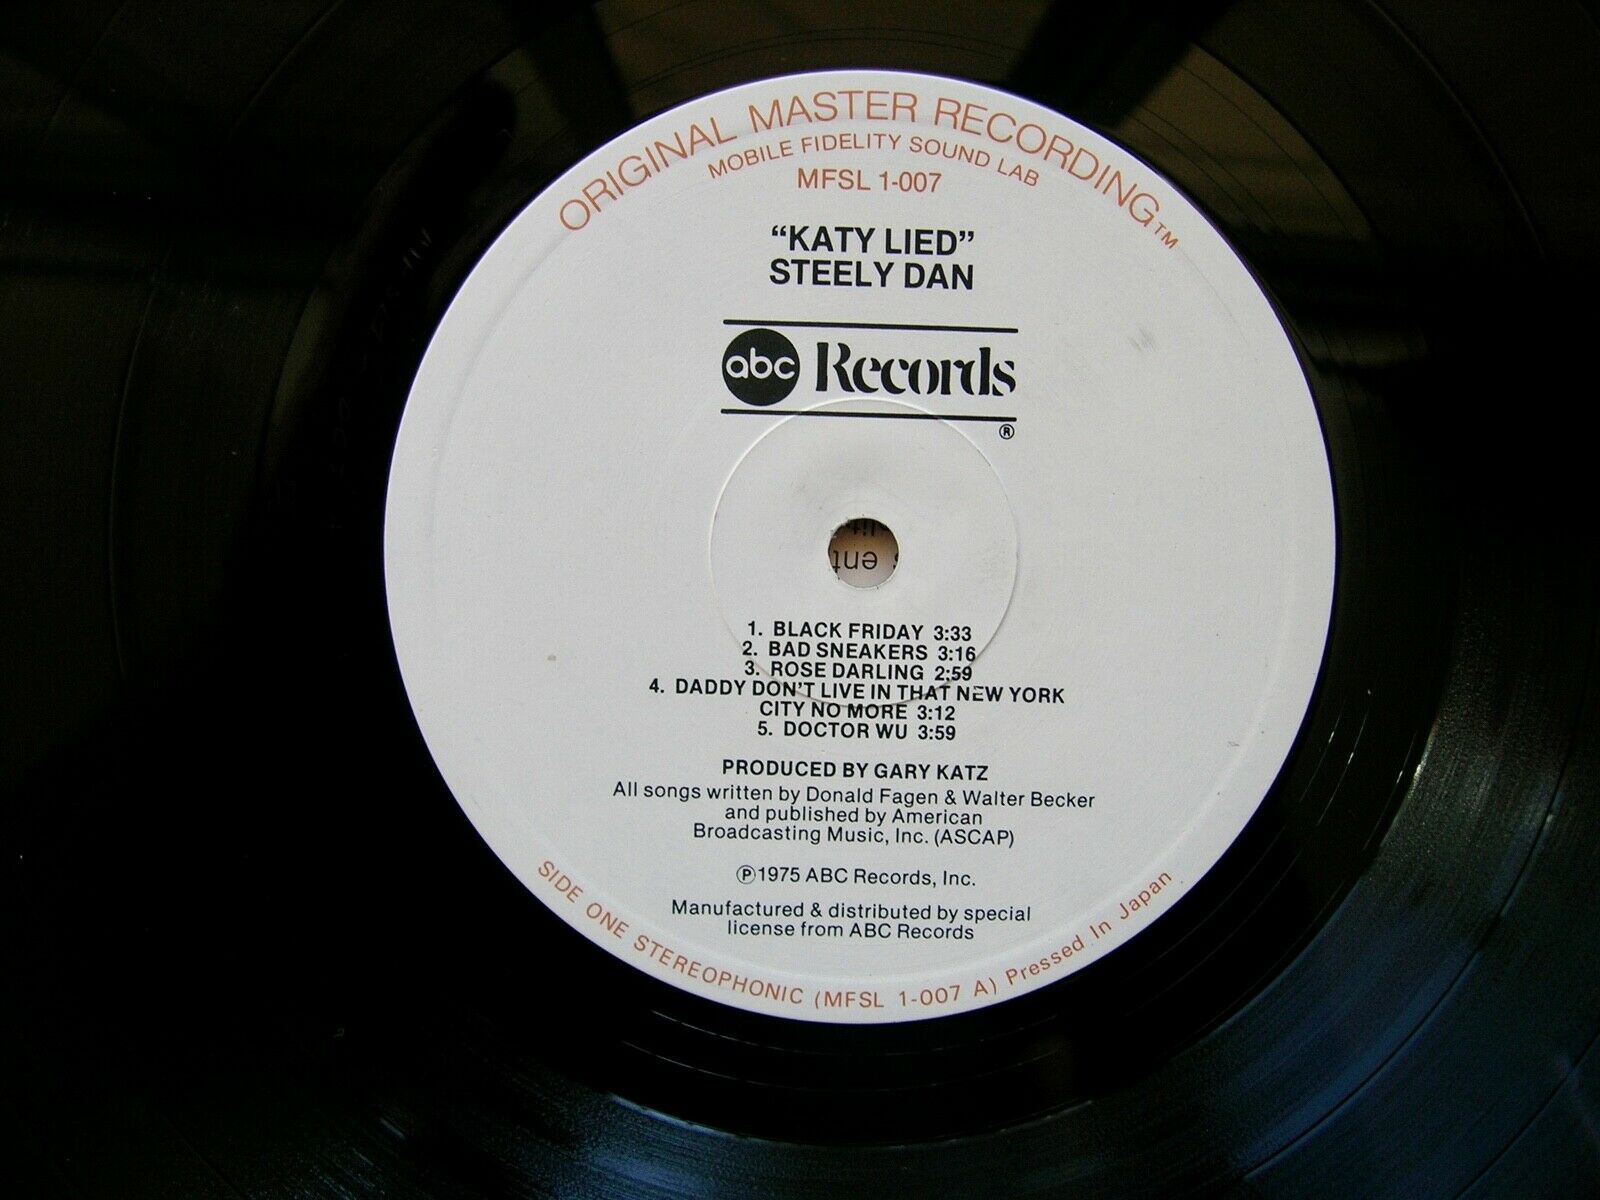 ORIGINAL MASTER RECORDING™
MOBILE FIDELITY SOUND LAB
MFSL 1-007
“KATY LIED”
STEELY DAN
abc Records
®
ent
1. BLACK FRIDAY 3:33
2. BAD SNEAKERS 3:16
3. ROSE DARLING 2:59
4. DADDY DON'T LIVE IN THAT NEW YORK
CITY NO MORE 3:12
5. DOCTOR WU 3:59
PRODUCED BY GARY KATZ
All songs written by Donald Fagen & Walter Becker
and published by American
Broadcasting Music, Inc. (ASCAP)
Ⓟ1975 ABC Records, Inc.
Manufactured & distributed by special
license from ABC Records
SIDE ONE STEREOPHONIC (MFSL 1-007 A) Pressed In Japan